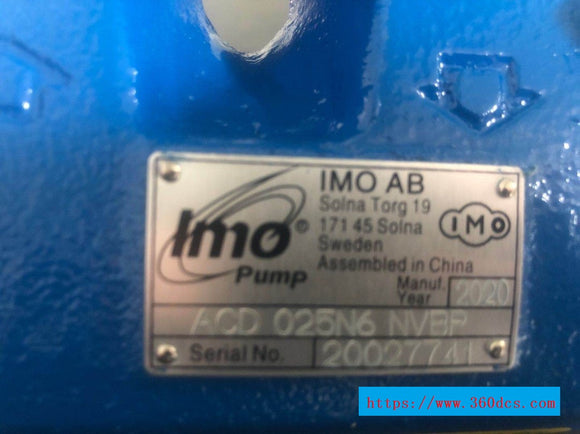 Imo®
Pump
IMO AB
Solna Torg 19
171 45 Solna
Sweden
Assembled in China
IMO
Manuf. Year 2020
ACD 025N6 NVBP
Serial No. 20027741
https://www.360dcs.com